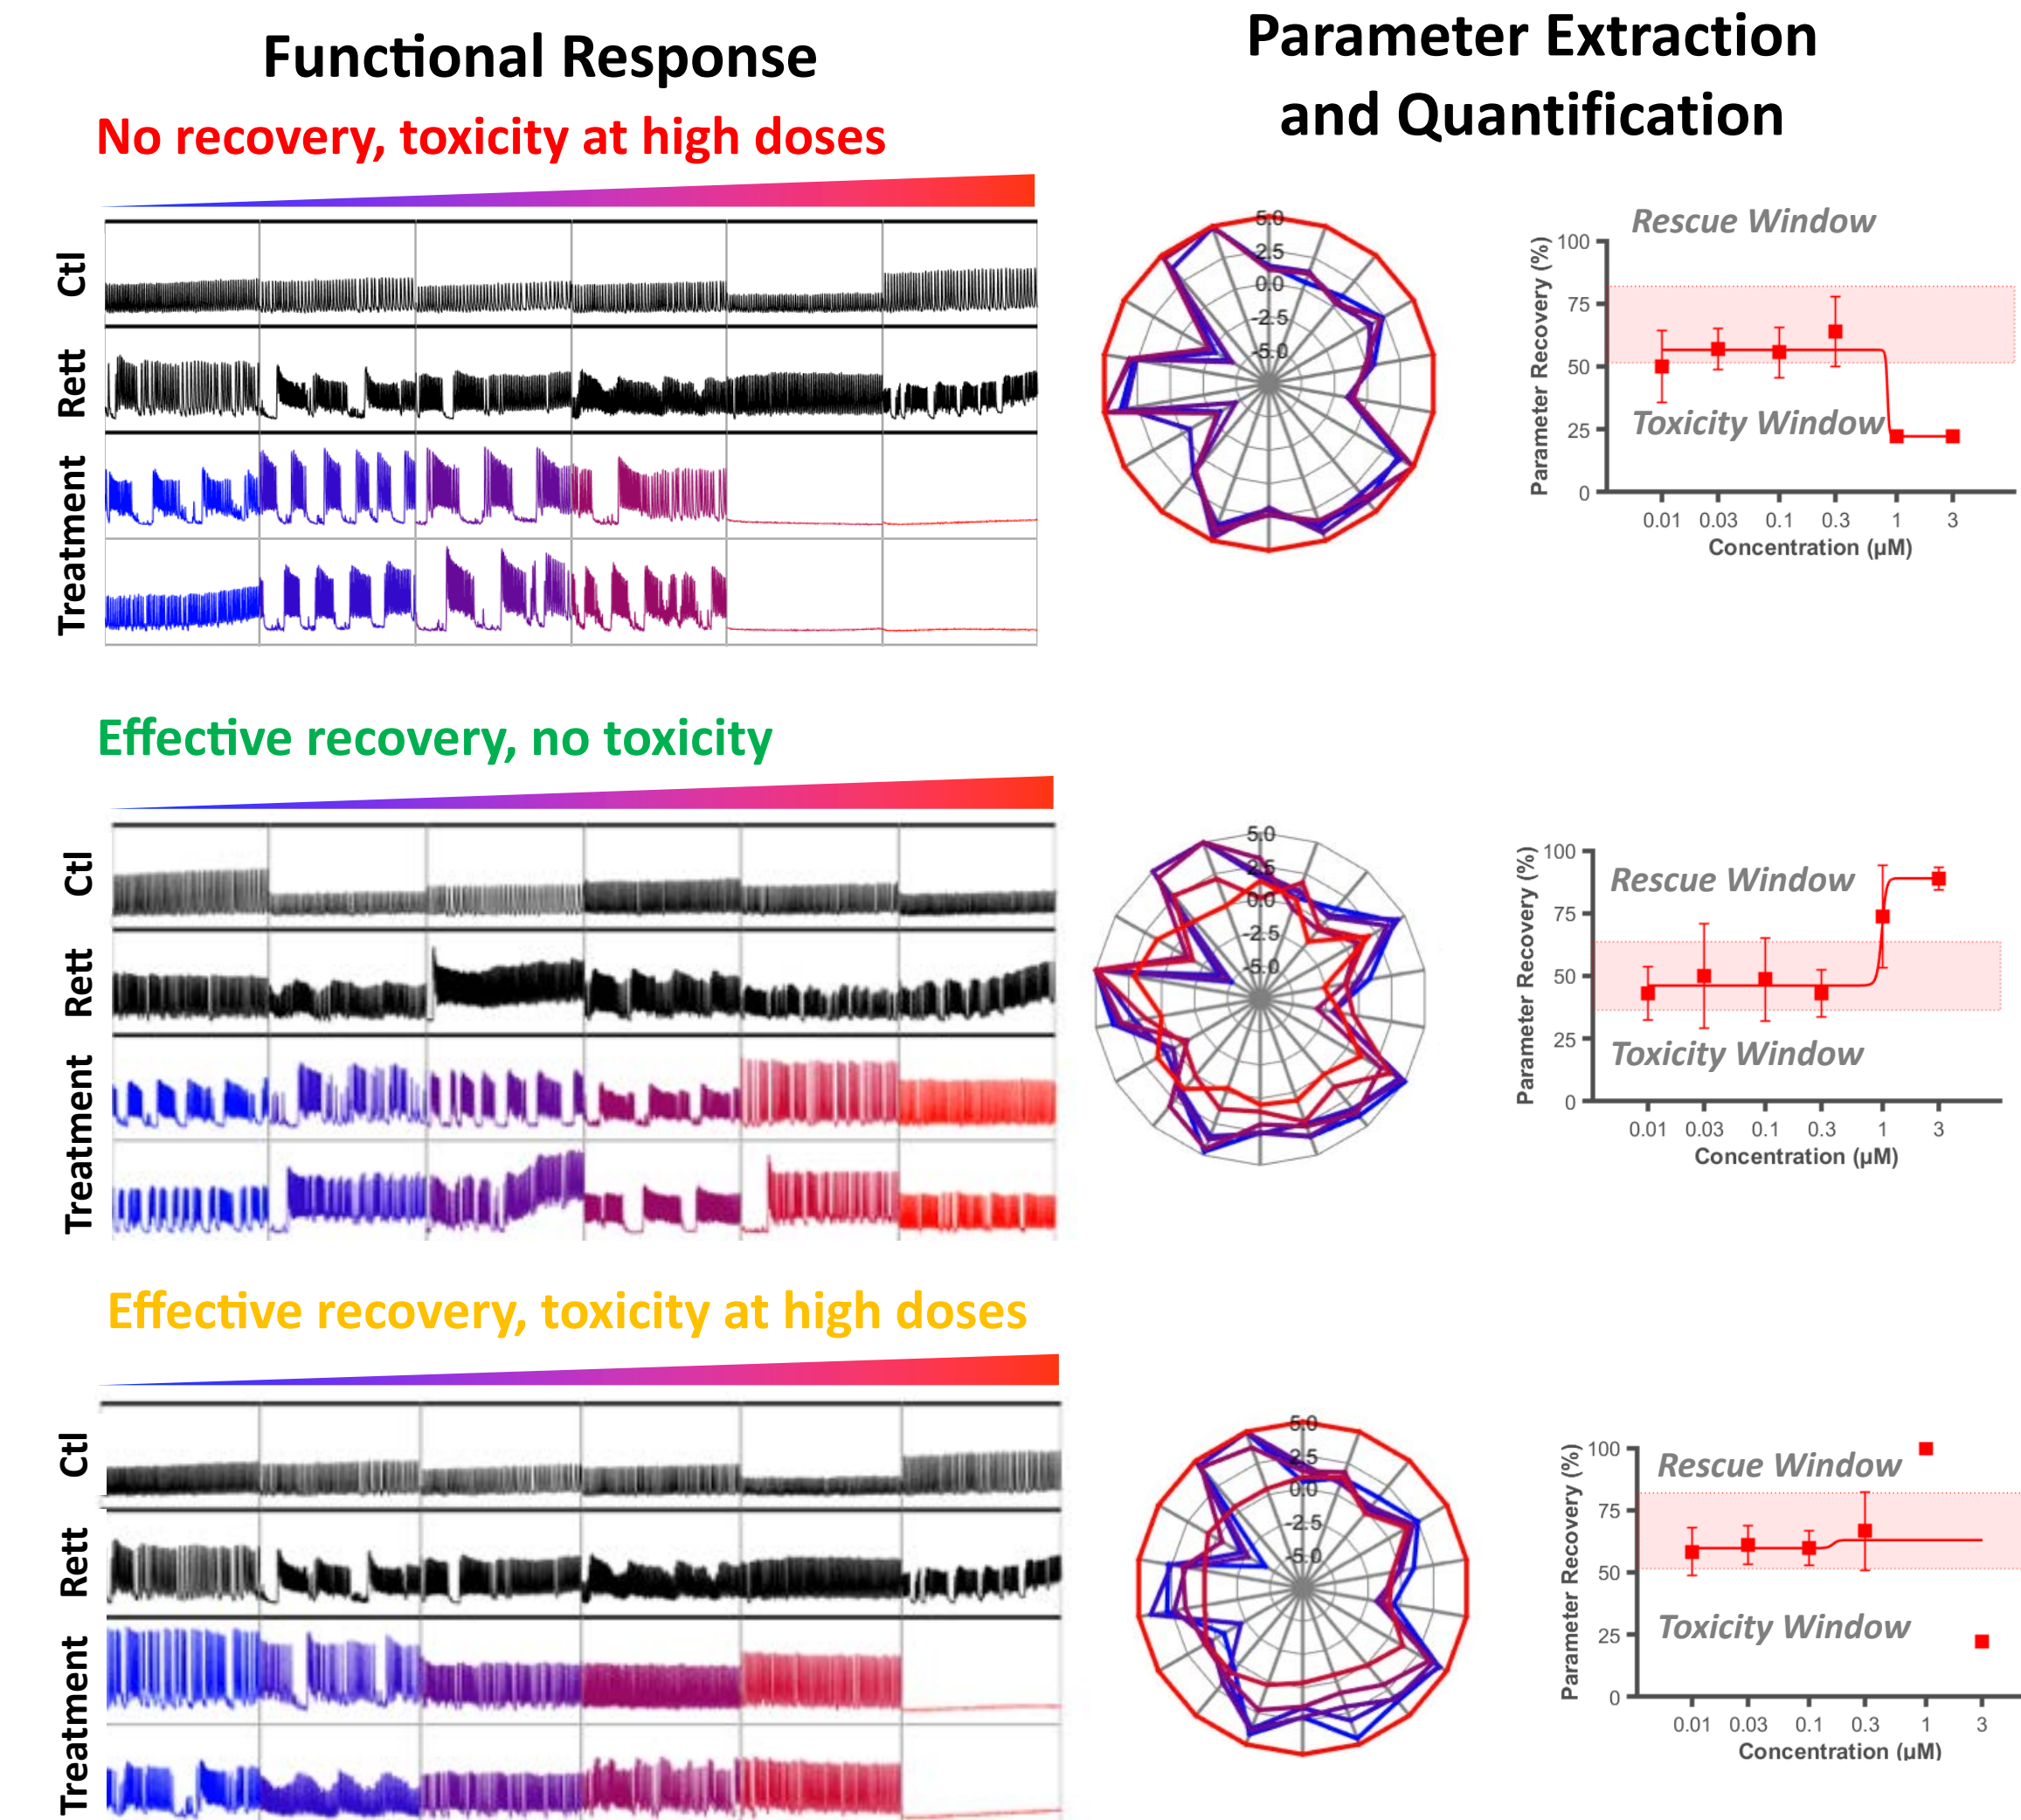 Functional Response
Parameter Extraction
and Quantification
No recovery, toxicity at high doses
Ctl
Rett
Treatment
5.0
2.5
0.0
-2.5
-5.0
Rescue Window
Toxicity Window
Parameter Recovery (%)
100
75
50
25
0
0.01 0.03 0.1 0.3 1 3
Concentration (µM)
Effective recovery, no toxicity
Ctl
Rett
Treatment
5.0
2.5
0.0
-2.5
-5.0
Rescue Window
Toxicity Window
Parameter Recovery (%)
100
75
50
25
0
0.01 0.03 0.1 0.3 1 3
Concentration (µM)
Effective recovery, toxicity at high doses
Ctl
Rett
Treatment
5.0
2.5
0.0
-2.5
-5.0
Rescue Window
Toxicity Window
Parameter Recovery (%)
100
75
50
25
0
0.01 0.03 0.1 0.3 1 3
Concentration (µM)